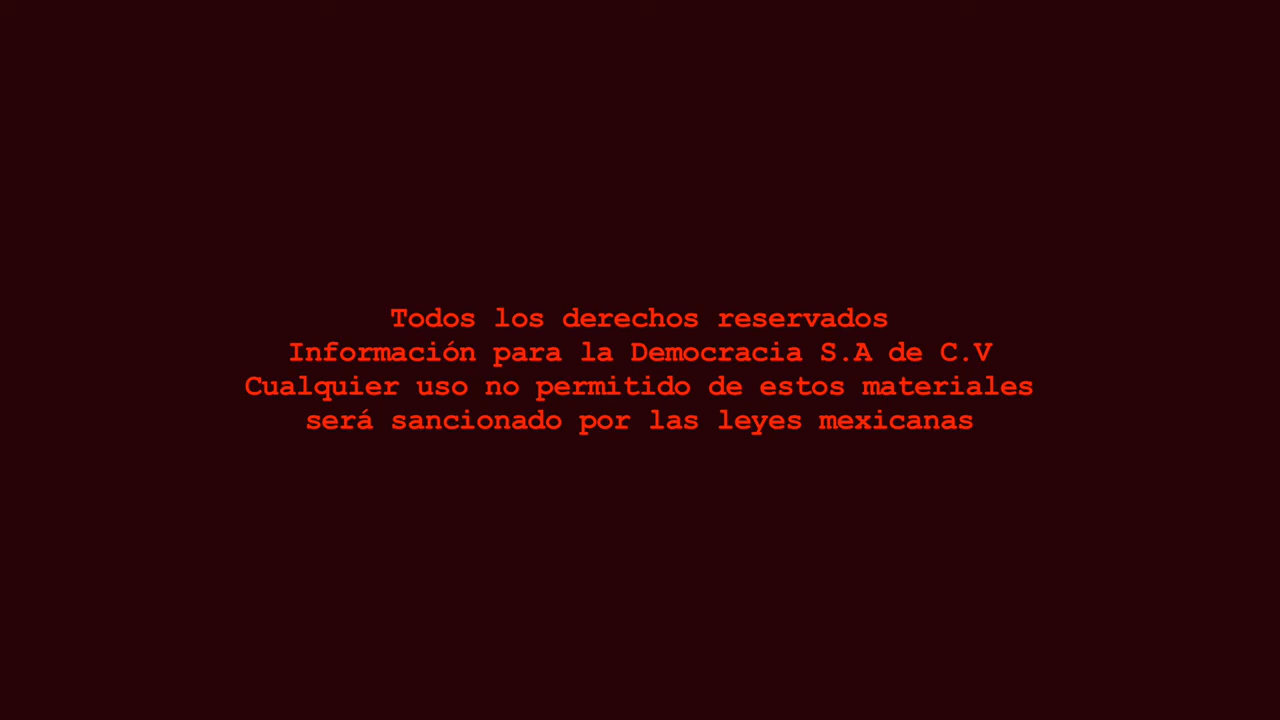 Todos los derechos reservados
Información para la Democracia S.A de C.V
Cualquier uso no permitido de estos materiales
será sancionado por las leyes mexicanas